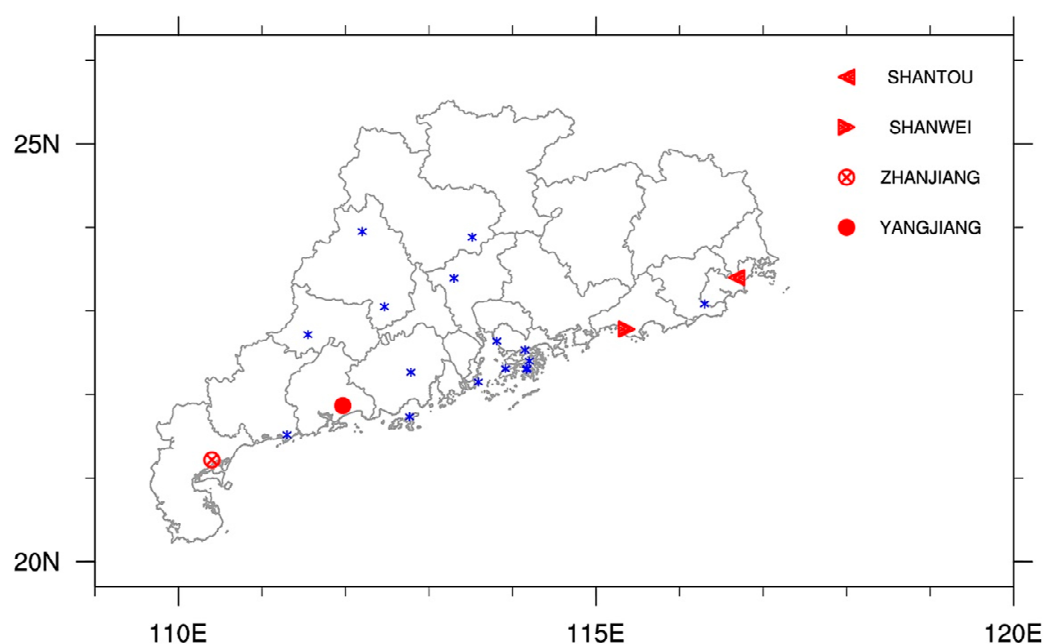 25N
20N
110E
115E
120E
SHANTOU
SHANWEI
ZHANJIANG
YANGJIANG